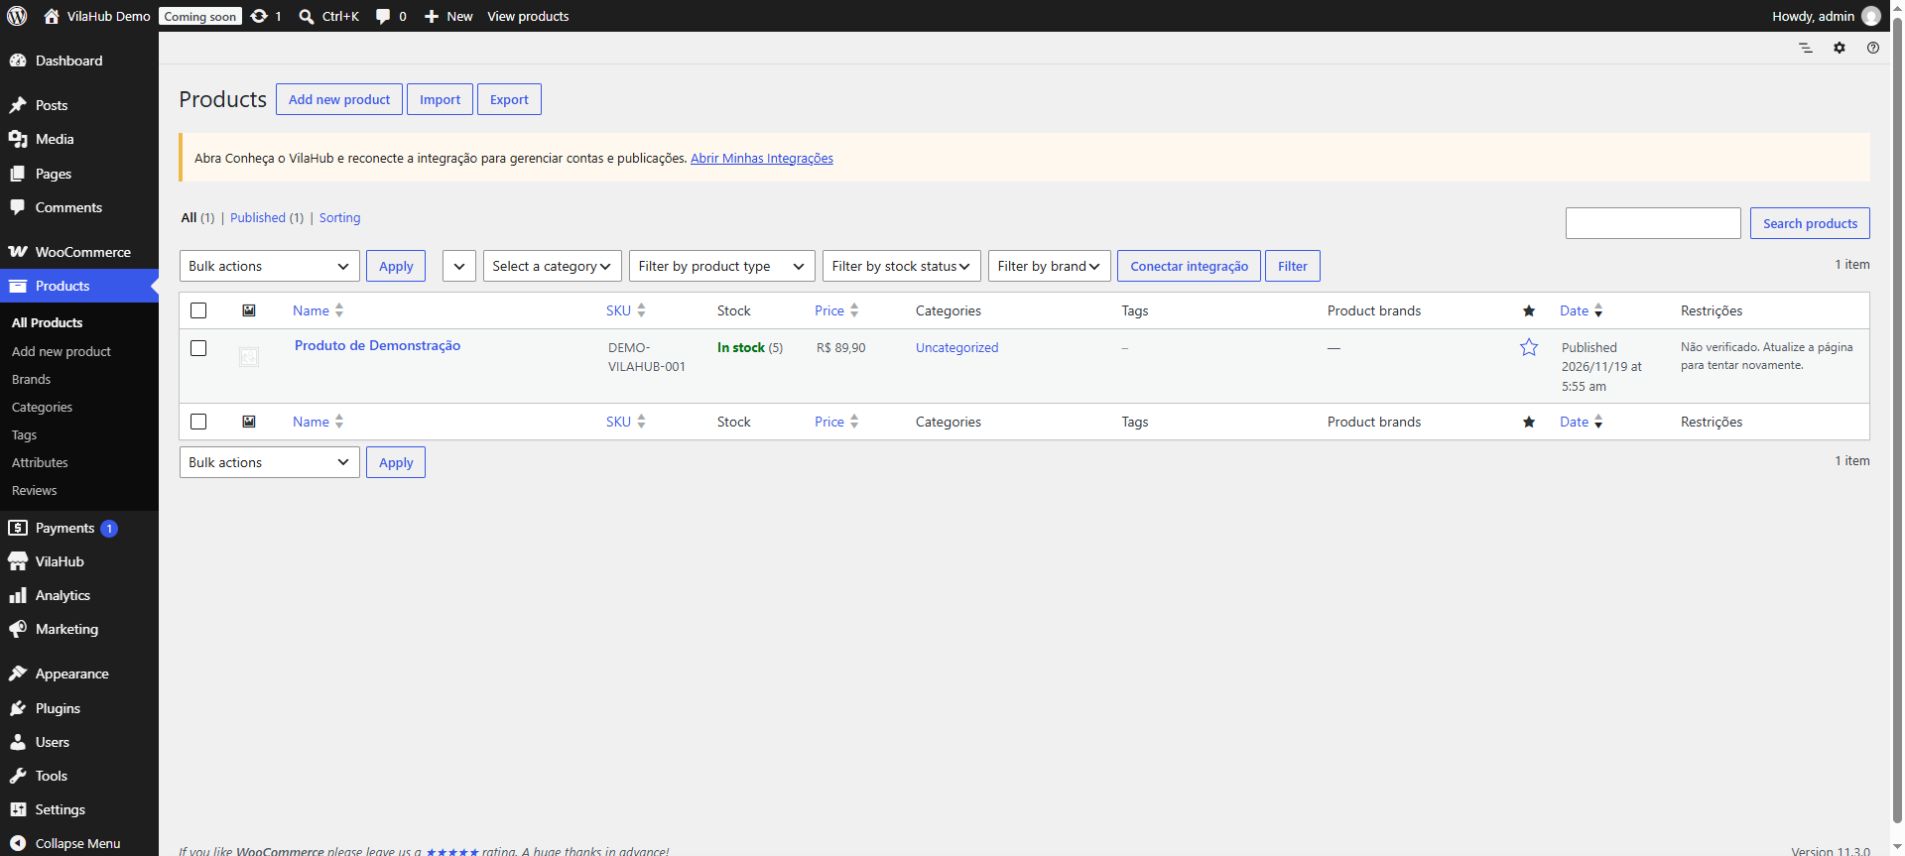 VilaHub Demo Coming soon 1 Ctrl+K 0 New View products Howdy, admin
Dashboard
Posts
Media
Pages
Comments
WooCommerce
Products
All Products
Add new product
Brands
Categories
Tags
Attributes
Reviews
Payments 1
VilaHub
Analytics
Marketing
Appearance
Plugins
Users
Tools
Settings
Collapse Menu
Products Add new product Import Export
Abra Conheça o VilaHub e reconecte a integração para gerenciar contas e publicações. Abrir Minhas Integrações
All (1) | Published (1) | Sorting
Search products
Bulk actions Apply Select a category Filter by product type Filter by stock status Filter by brand Conectar integração Filter 1 item
Name SKU Stock Price Categories Tags Product brands ★ Date Restrições
Produto de Demonstração DEMO- In stock (5) R$ 89,90 Uncategorized – — Published Não verificado. Atualize a página
VILAHUB-001 2026/11/19 at para tentar novamente.
5:55 am
Name SKU Stock Price Categories Tags Product brands ★ Date Restrições
Bulk actions Apply 1 item
If you like WooCommerce please leave us a ★★★★★ rating. A huge thanks in advance! Version 11.3.0